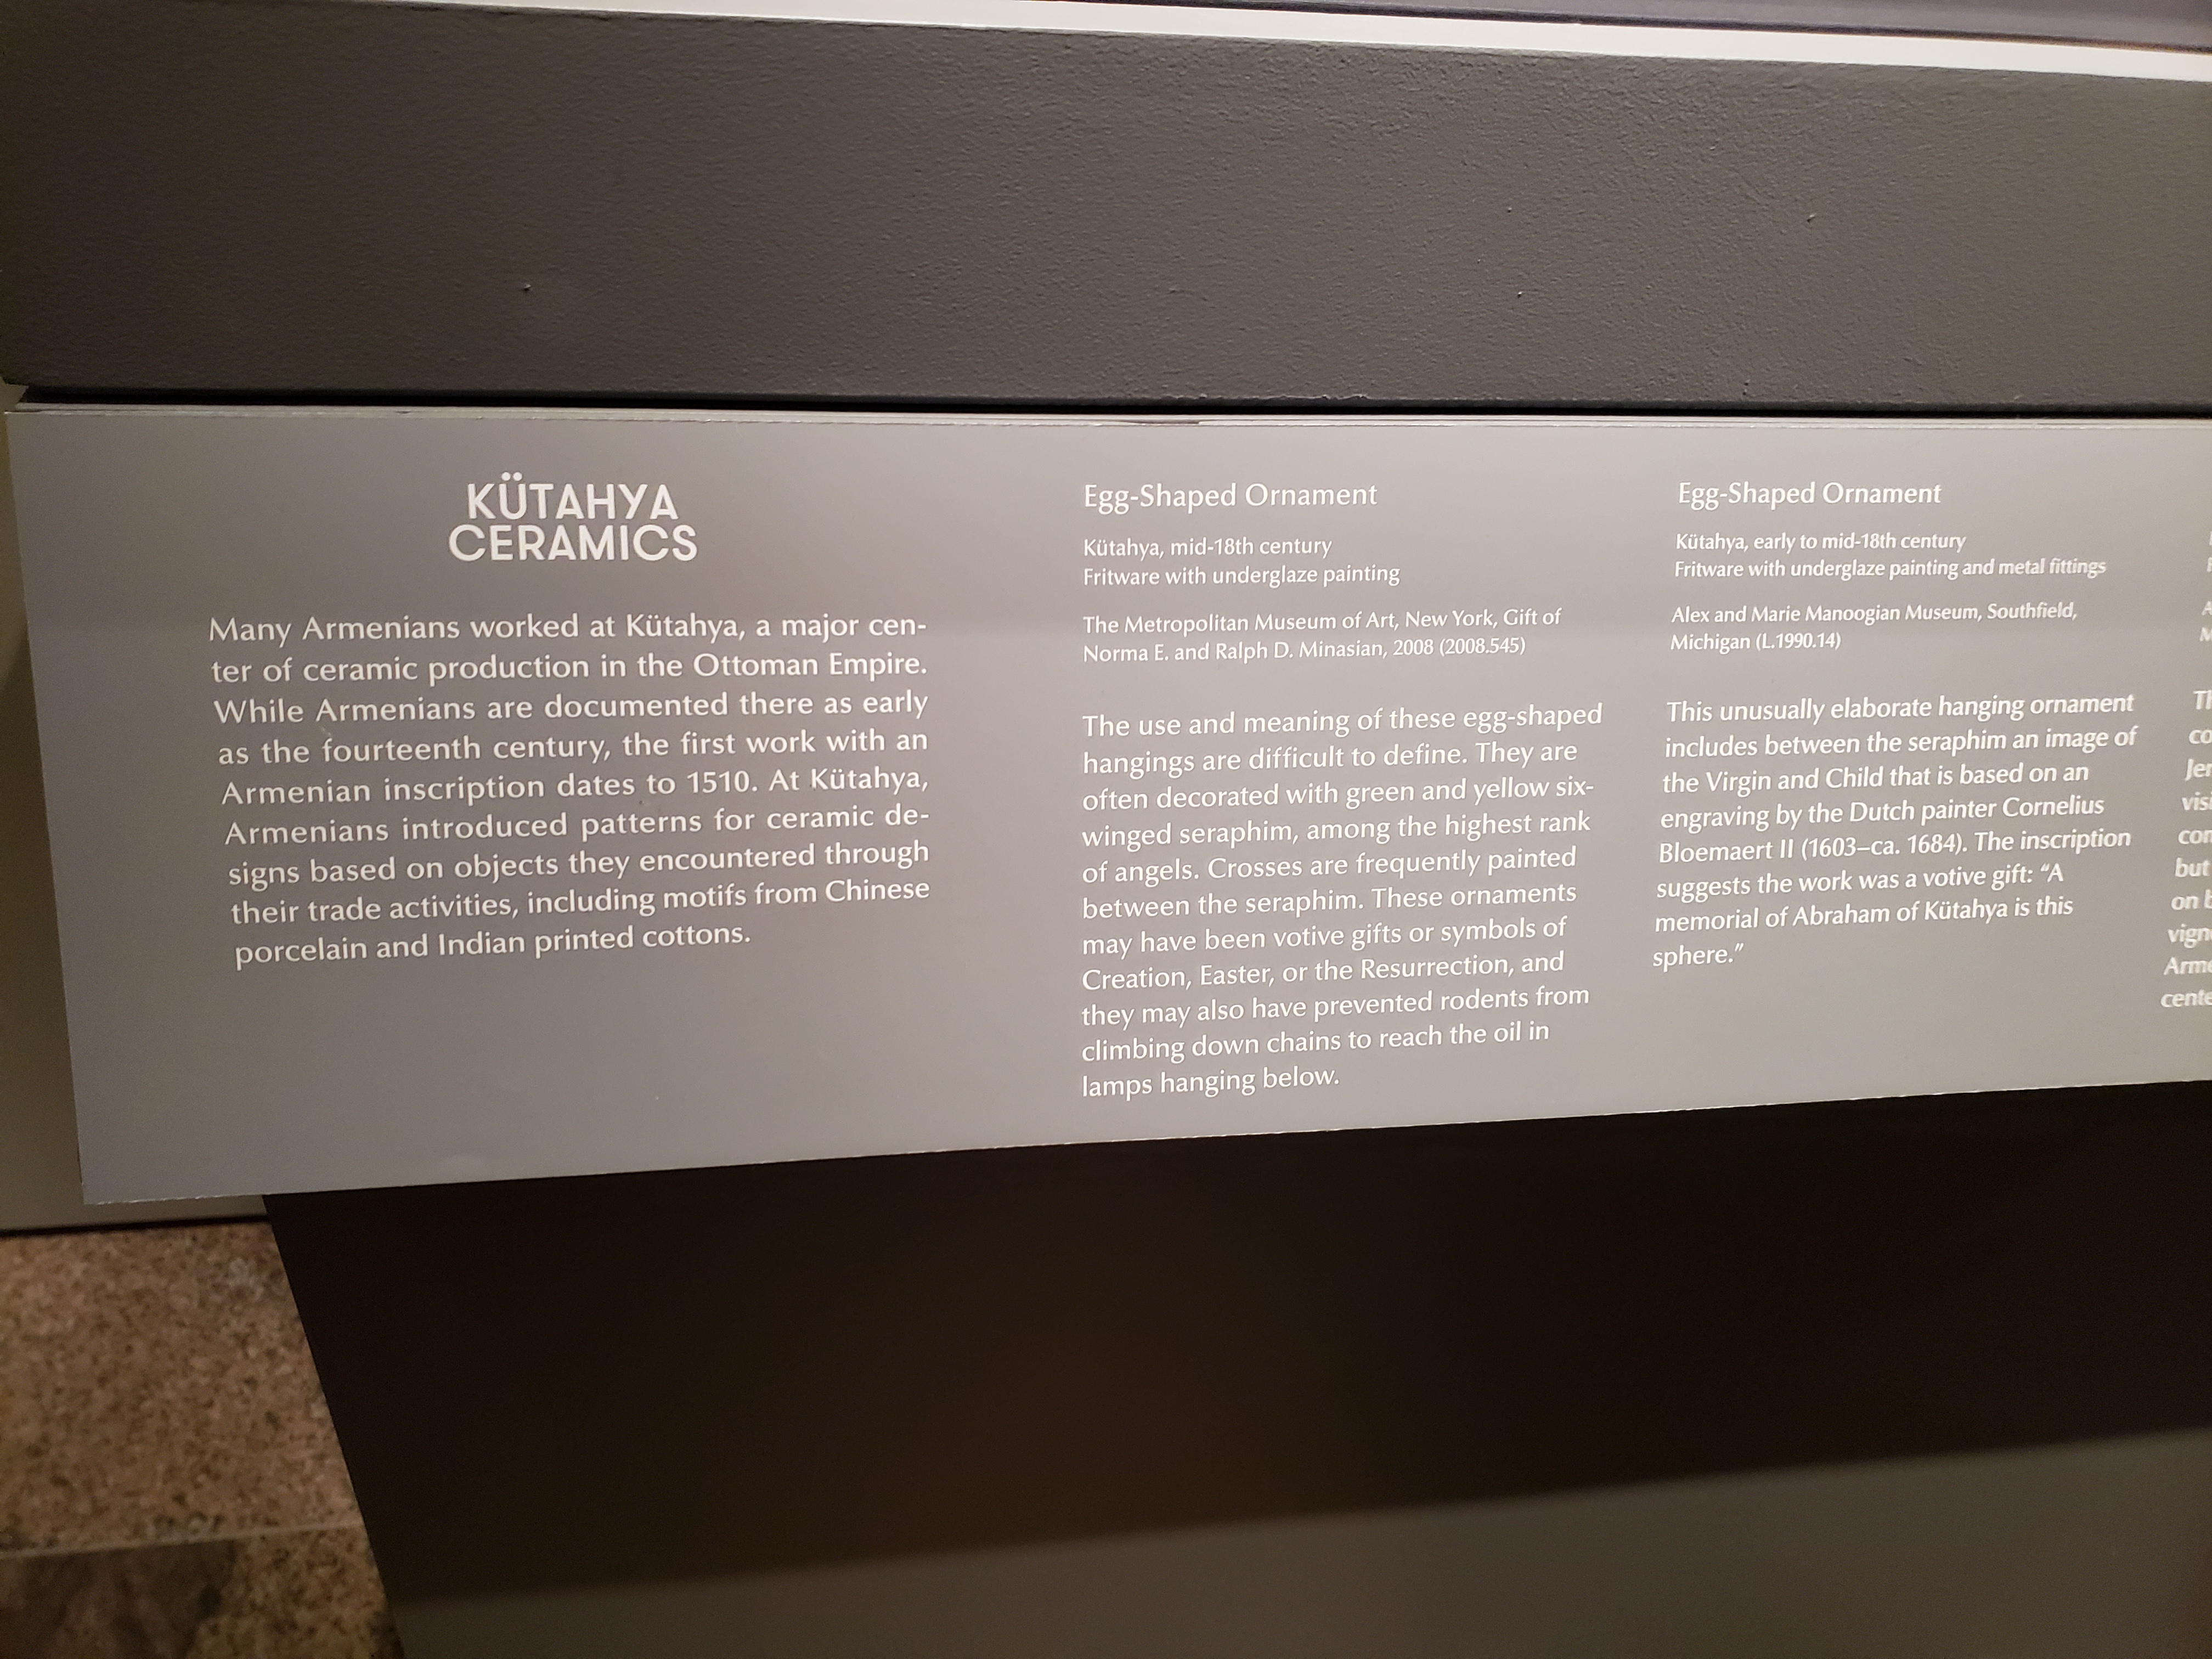 KÜTAHYA
CERAMICS
Many Armenians worked at Kütahya, a major cen-
ter of ceramic production in the Ottoman Empire.
While Armenians are documented there as early
as the fourteenth century, the first work with an
Armenian inscription dates to 1510. At Kütahya,
Armenians introduced patterns for ceramic de-
signs based on objects they encountered through
their trade activities, including motifs from Chinese
porcelain and Indian printed cottons.
Egg-Shaped Ornament
Kütahya, mid-18th century
Fritware with underglaze painting
The Metropolitan Museum of Art, New York, Gift of
Norma E. and Ralph D. Minasian, 2008 (2008.545)
The use and meaning of these egg-shaped
hangings are difficult to define. They are
often decorated with green and yellow six-
winged seraphim, among the highest rank
of angels. Crosses are frequently painted
between the seraphim. These ornaments
may have been votive gifts or symbols of
Creation, Easter, or the Resurrection, and
they may also have prevented rodents from
climbing down chains to reach the oil in
lamps hanging below.
Egg-Shaped Ornament
Kütahya, early to mid-18th century
Fritware with underglaze painting and metal fittings
Alex and Marie Manoogian Museum, Southfield,
Michigan (L.1990.14)
This unusually elaborate hanging ornament
includes between the seraphim an image of
the Virgin and Child that is based on an
engraving by the Dutch painter Cornelius
Bloemaert II (1603–ca. 1684). The inscription
suggests the work was a votive gift: “A
memorial of Abraham of Kütahya is this
sphere.”
but